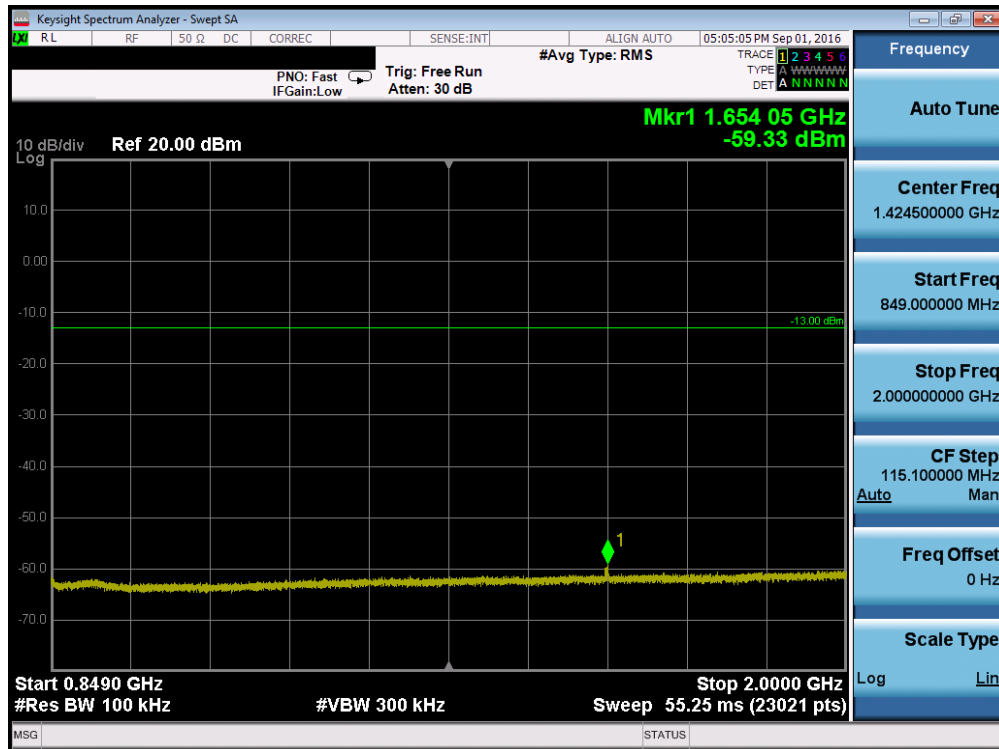 Keysight Spectrum Analyzer - Swept SA
LXI RL RF 50 Ω DC CORREC SENSE:INT ALIGN AUTO 05:05:05 PM Sep 01, 2016
PNO: Fast
IFGain:Low
Trig: Free Run
Atten: 30 dB
#Avg Type: RMS
TRACE 1 2 3 4 5 6
TYPE A WWWWW
DET A N N N N N
Mkr1 1.654 05 GHz
-59.33 dBm
10 dB/div
Log
Ref 20.00 dBm
10.0
0.00
-10.0
-13.00 dBm
-20.0
-30.0
-40.0
-50.0
1
-60.0
-70.0
Start 0.8490 GHz
Stop 2.0000 GHz
#Res BW 100 kHz
#VBW 300 kHz
Sweep 55.25 ms (23021 pts)
MSG
STATUS
Frequency
Auto Tune
Center Freq
1.424500000 GHz
Start Freq
849.000000 MHz
Stop Freq
2.000000000 GHz
CF Step
115.100000 MHz
Auto Man
Freq Offset
0 Hz
Scale Type
Log Lin